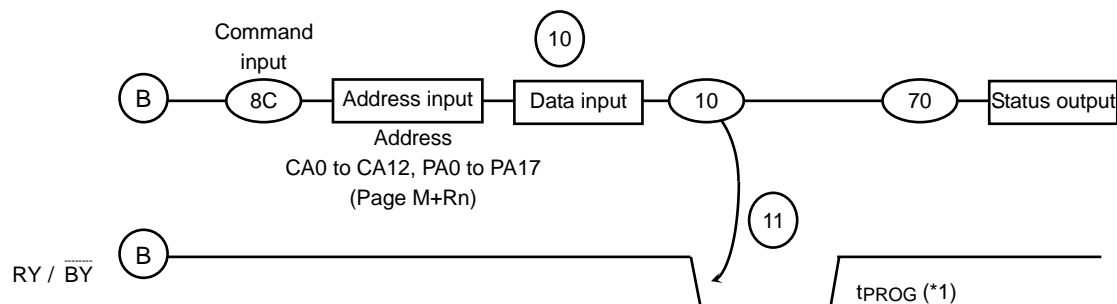 Command
input
10
B
8C
Address input
Data input
10
70
Status output
Address
CA0 to CA12, PA0 to PA17
(Page M+Rn)
11
B
RY / BY
tPROG (*1)